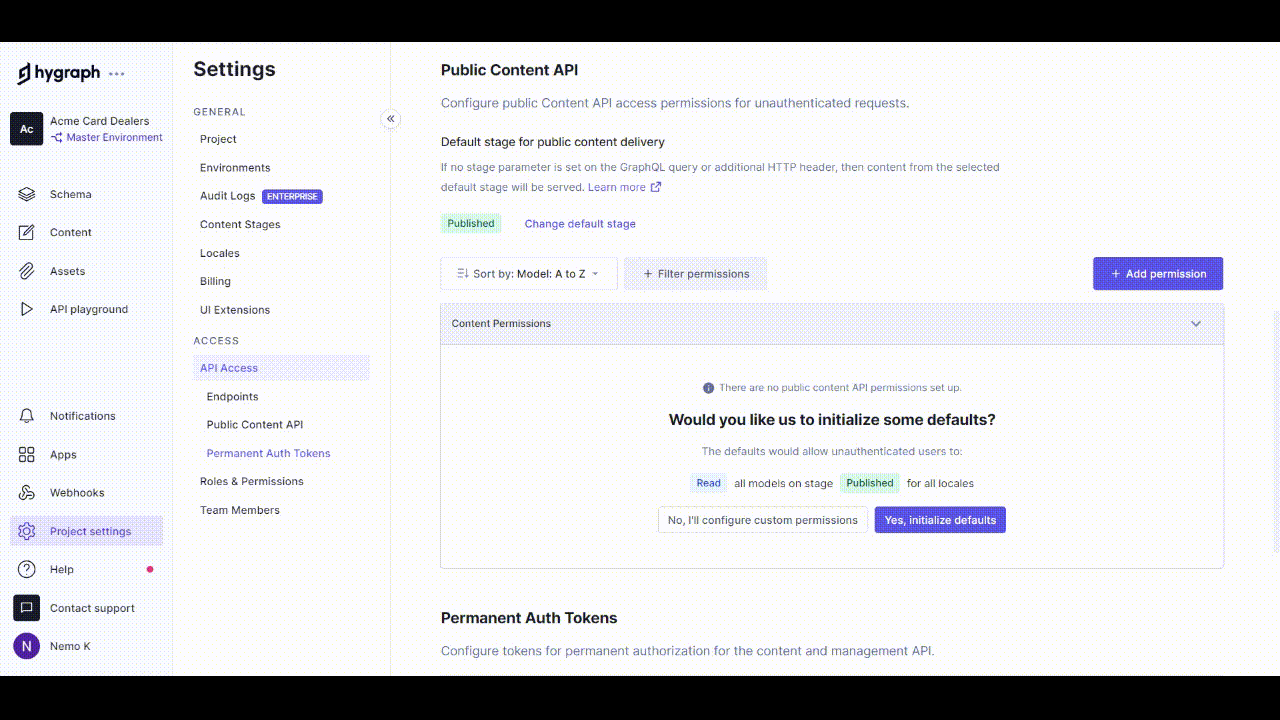 hygraph
Ac
Acme Card Dealers
Master Environment
Schema
Content
Assets
API playground
Notifications
Apps
Webhooks
Project settings
Help
Contact support
N
Nemo K
Settings
GENERAL
Project
Environments
Audit Logs ENTERPRISE
Content Stages
Locales
Billing
UI Extensions
ACCESS
API Access
Endpoints
Public Content API
Permanent Auth Tokens
Roles & Permissions
Team Members
Public Content API
Configure public Content API access permissions for unauthenticated requests.
Default stage for public content delivery
If no stage parameter is set on the GraphQL query or additional HTTP header, then content from the selected
default stage will be served. Learn more
Published Change default stage
Sort by: Model: A to Z + Filter permissions + Add permission
Content Permissions
There are no public content API permissions set up.
Would you like us to initialize some defaults?
The defaults would allow unauthenticated users to:
Read all models on stage Published for all locales
No, I'll configure custom permissions Yes, initialize defaults
Permanent Auth Tokens
Configure tokens for permanent authorization for the content and management API.